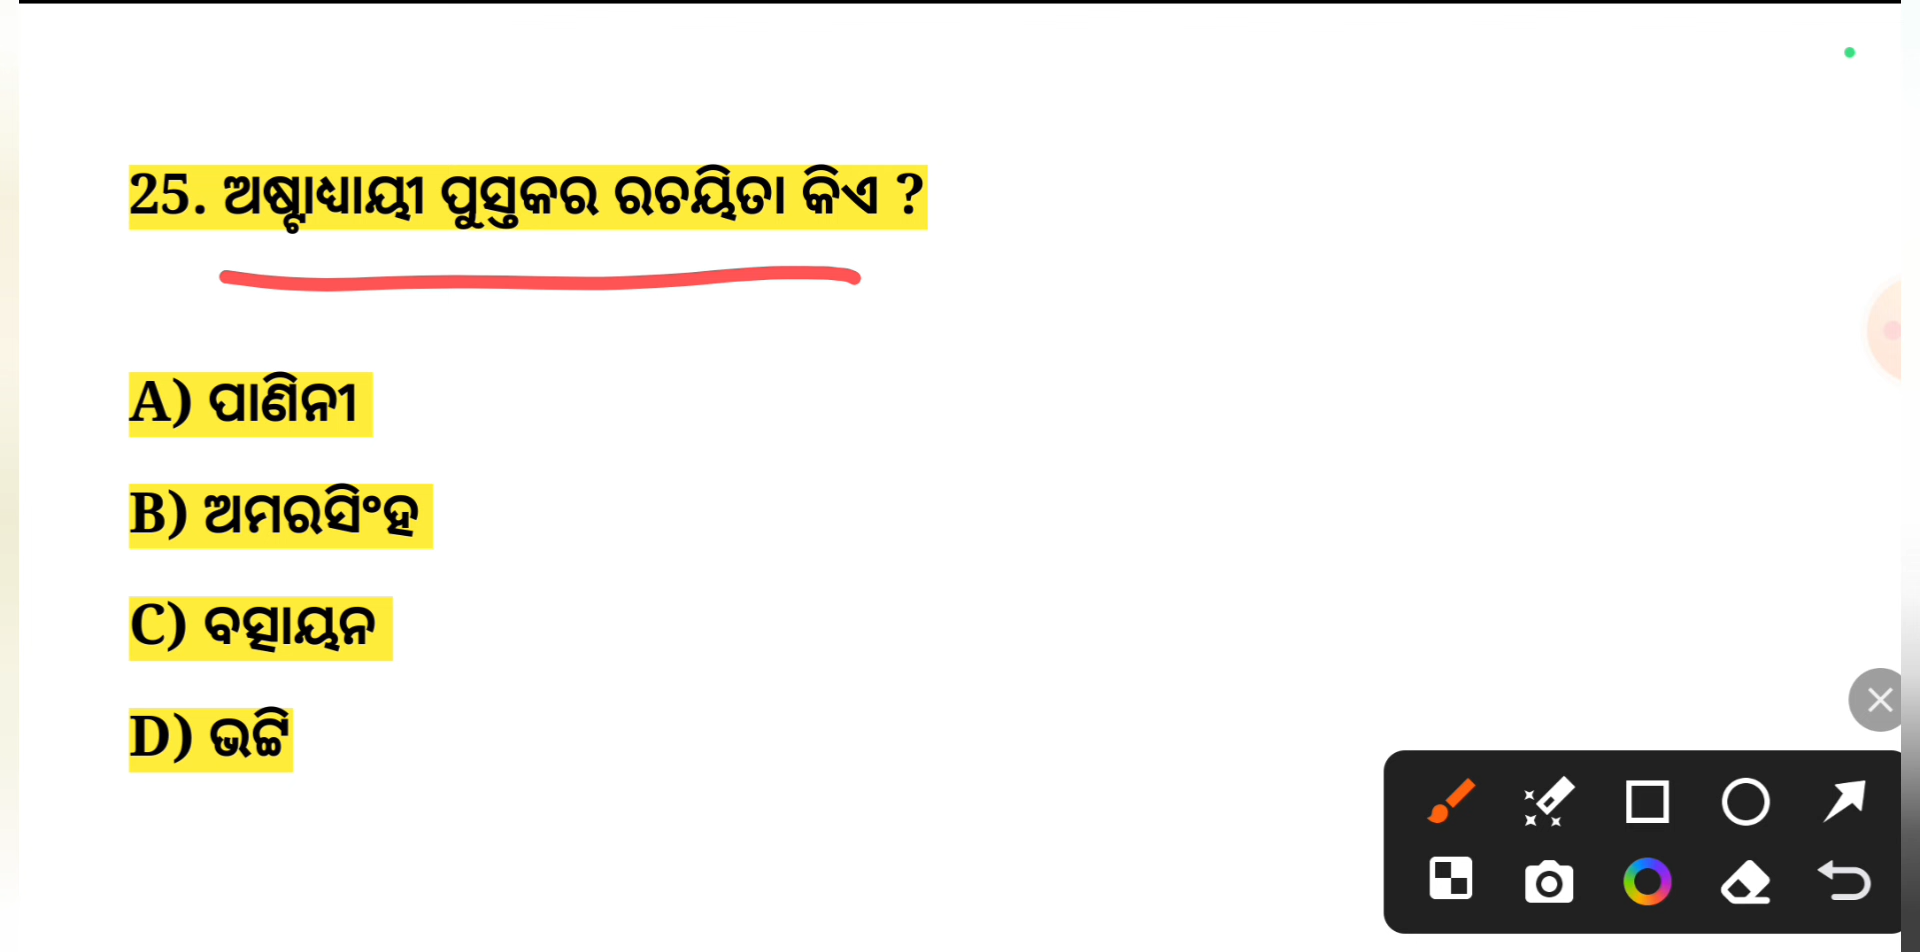 25. ଅଷ୍ଟାଧ୍ୟାୟୀ ପୁସ୍ତକର ରଚୟିତା କିଏ ?
A) ପାଣିନୀ
B) ଅମରସିଂହ
C) ବତ୍ସାୟନ
D) ଭଟ୍ଟି